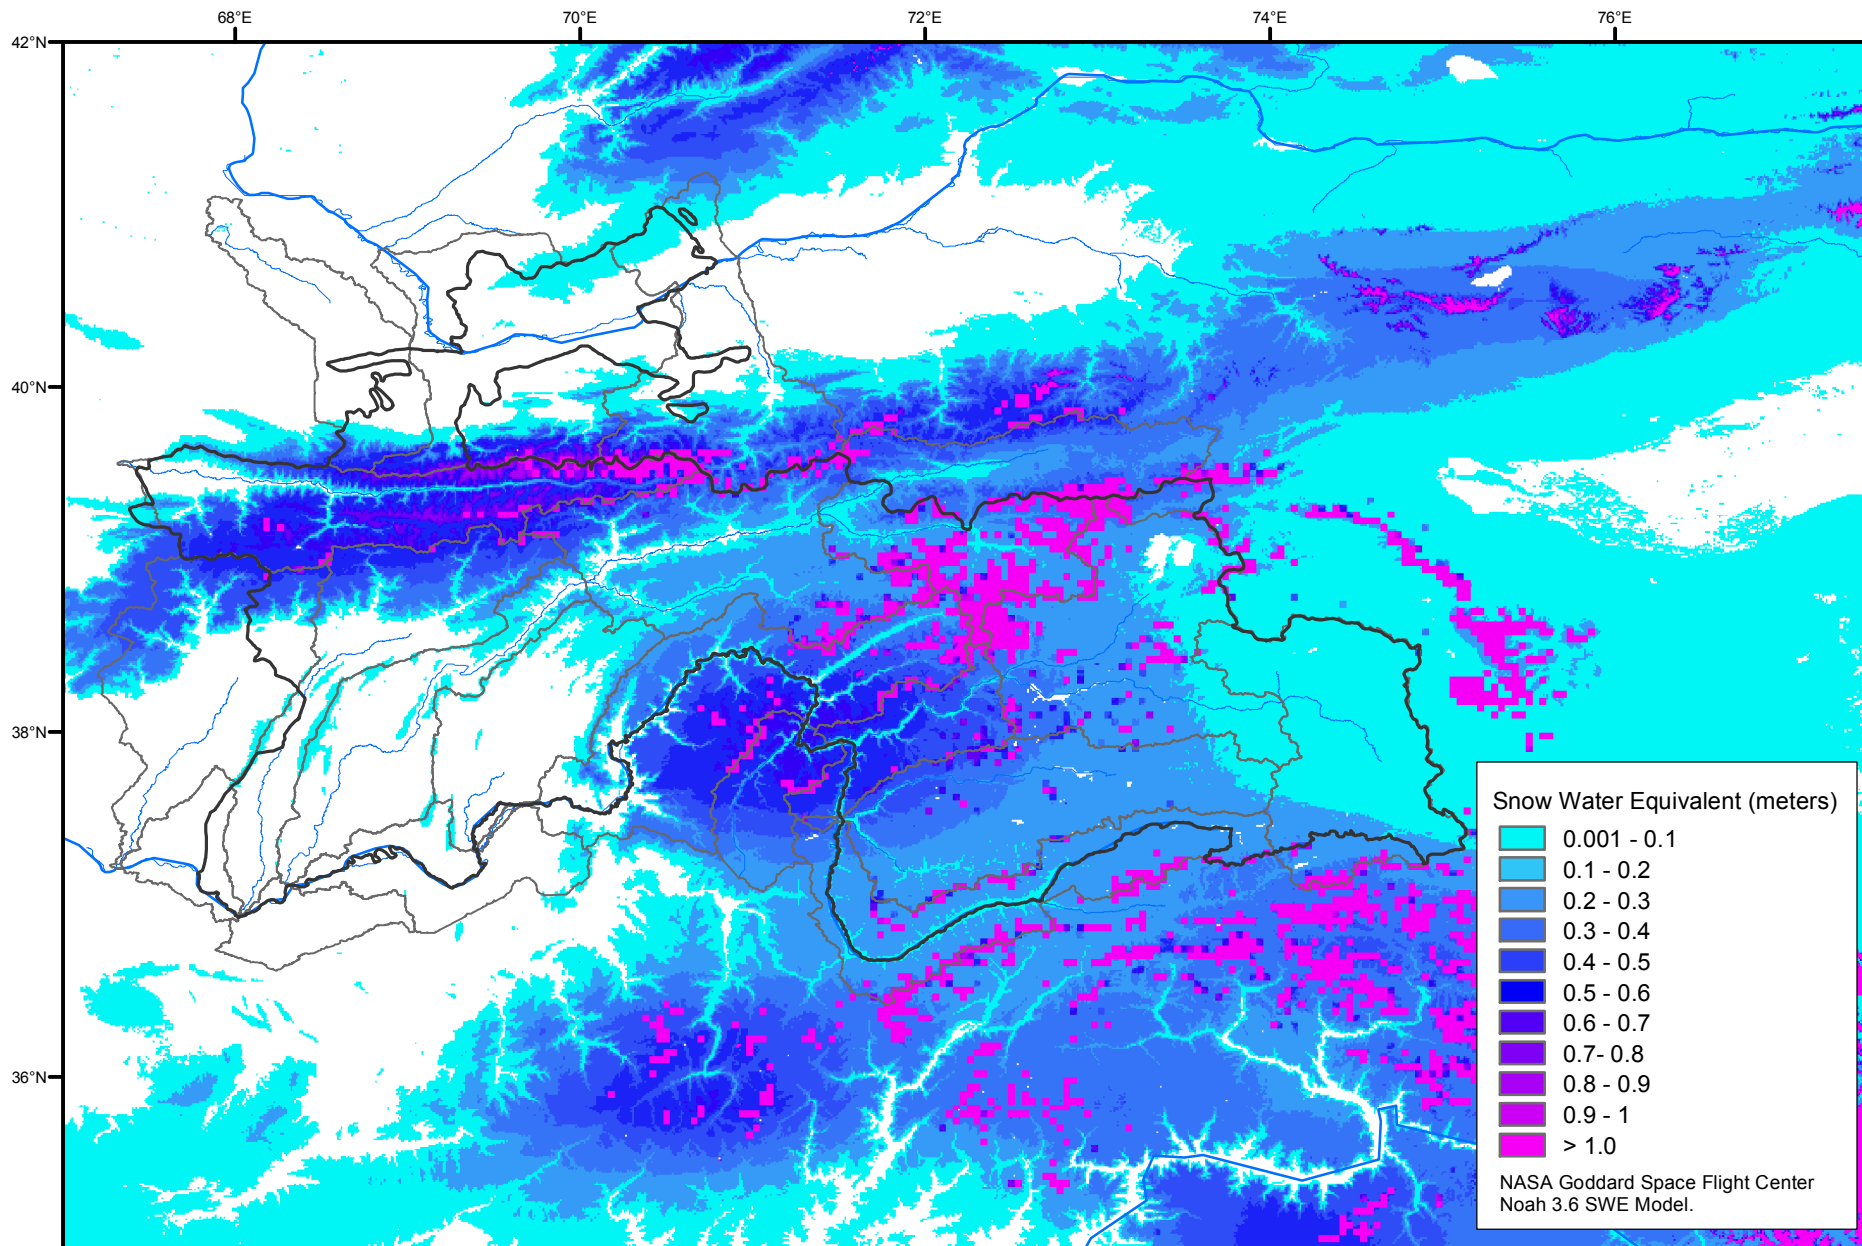 68°E 70°E 72°E 74°E 76°E
42°N
40°N
38°N
36°N
Snow Water Equivalent (meters)
0.001 - 0.1
0.1 - 0.2
0.2 - 0.3
0.3 - 0.4
0.4 - 0.5
0.5 - 0.6
0.6 - 0.7
0.7- 0.8
0.8 - 0.9
0.9 - 1
> 1.0
NASA Goddard Space Flight Center
Noah 3.6 SWE Model.